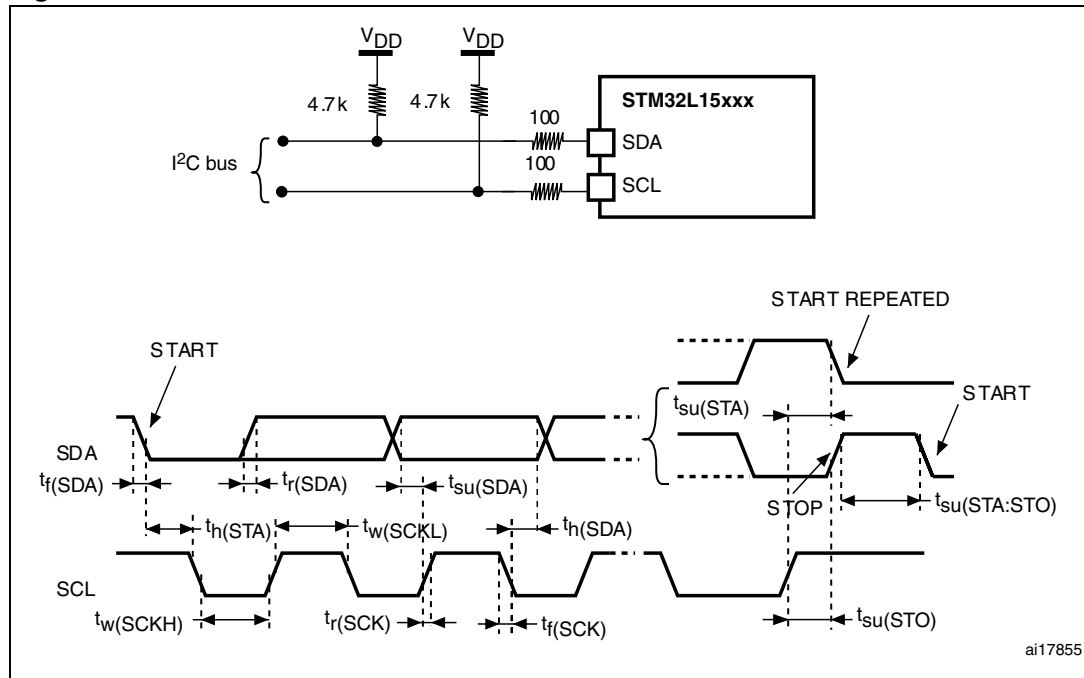 VDD VDD
4.7k 4.7k
STM32L15xxx
100
SDA
I²C bus
100
SCL
START REPEATED
START
START
tsu(STA)
SDA
tf(SDA)
tr(SDA)
tsu(SDA)
STOP
tsu(STA:STO)
th(STA)
tw(SCKL)
th(SDA)
SCL
tw(SCKH)
tr(SCK)
tf(SCK)
tsu(STO)
ai17855